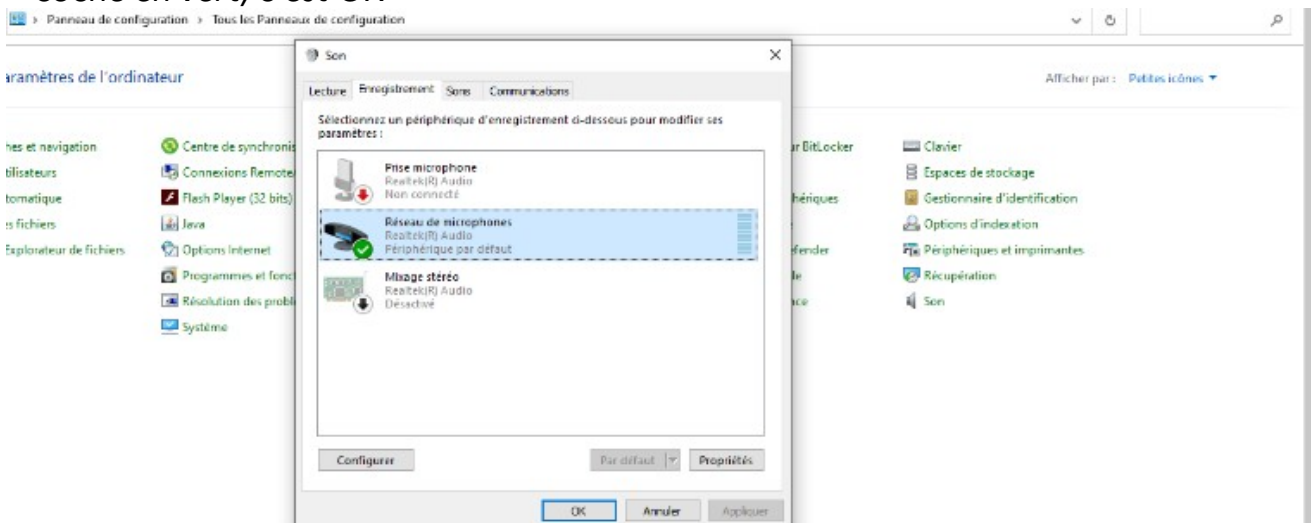 Panneau de configuration > Tous les Panneaux de configuration
Son
aramètres de l'ordinateur
Afficher par : Petites icônes
Lecture Enregistrement Sons Communications
Sélectionnez un périphérique d'enregistrement ci-dessous pour modifier ses
paramètres :
hes et navigation
Centre de synchronis
ur BitLocker
Clavier
Prise microphone
Realtek(R) Audio
Non connecté
tilisateurs
Connexions Remote
Espaces de stockage
tomatique
Flash Player (32 bits)
hériques
Gestionnaire d'identification
es fichiers
Java
Options d'indexation
Réseau de microphones
Realtek(R) Audio
Périphérique par défaut
Explorateur de fichiers
Options Internet
efender
Périphériques et imprimantes
Programmes et fonc
le
Récupération
Mixage stéréo
Realtek(R) Audio
Désactivé
Résolution des probl
nce
Son
Système
Configurer
Par défaut
Propriétés
OK
Annuler
Appliquer